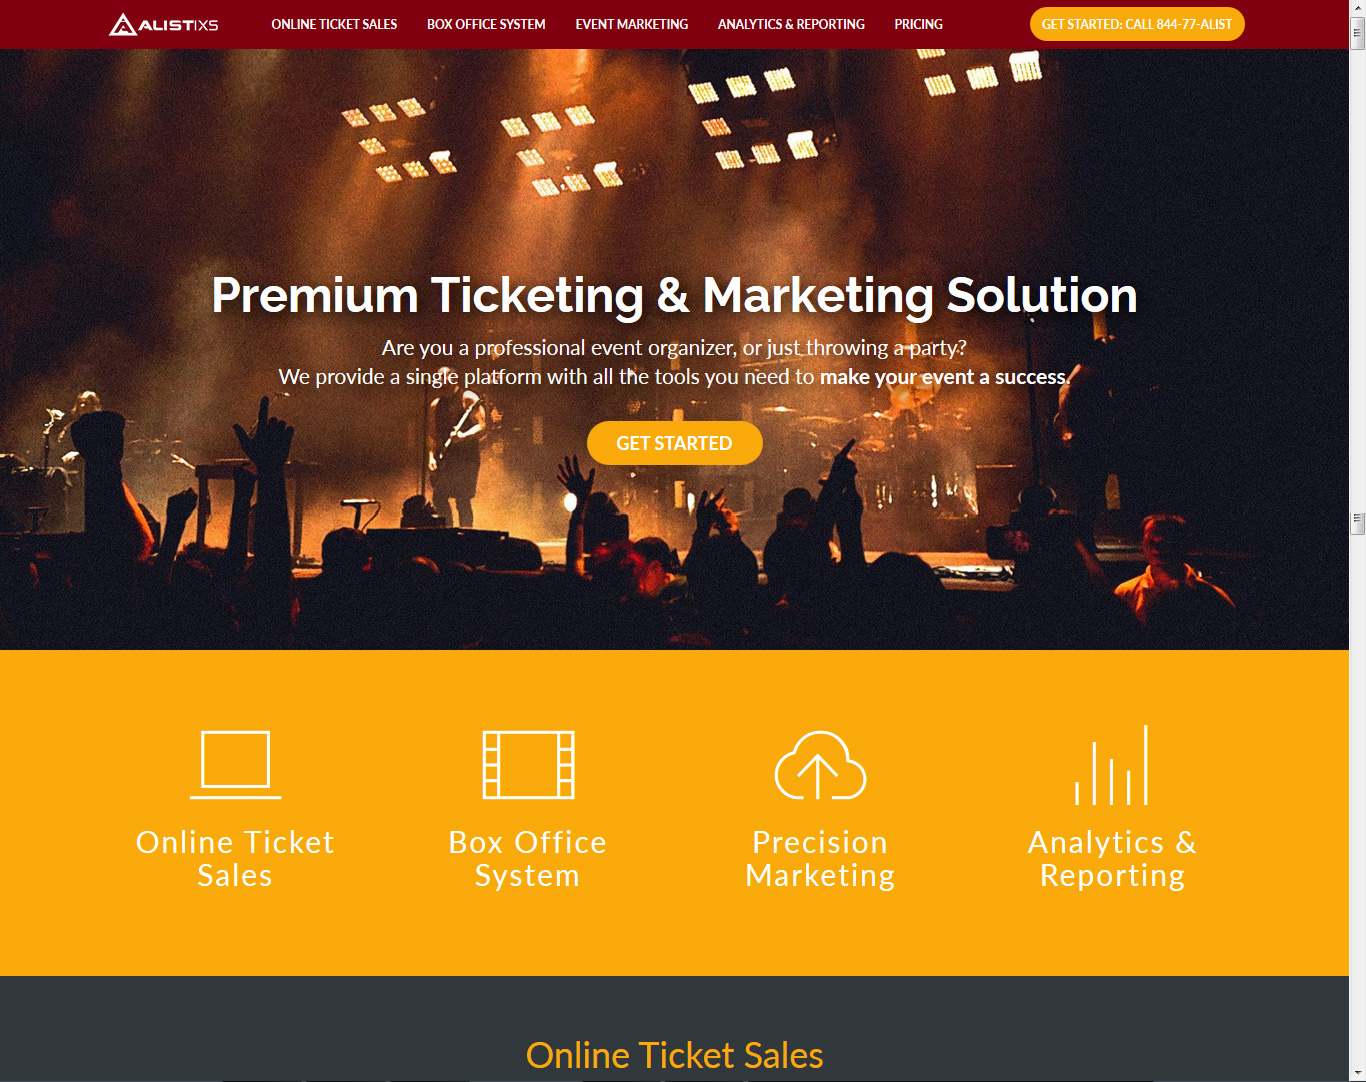 ALISTIXS
ONLINE TICKET SALES
BOX OFFICE SYSTEM
EVENT MARKETING
ANALYTICS & REPORTING
PRICING
GET STARTED: CALL 844-77-ALIST
Premium Ticketing & Marketing Solution
Are you a professional event organizer, or just throwing a party?
We provide a single platform with all the tools you need to make your event a success.
GET STARTED
Online Ticket
Sales
Box Office
System
Precision
Marketing
Analytics &
Reporting
Online Ticket Sales